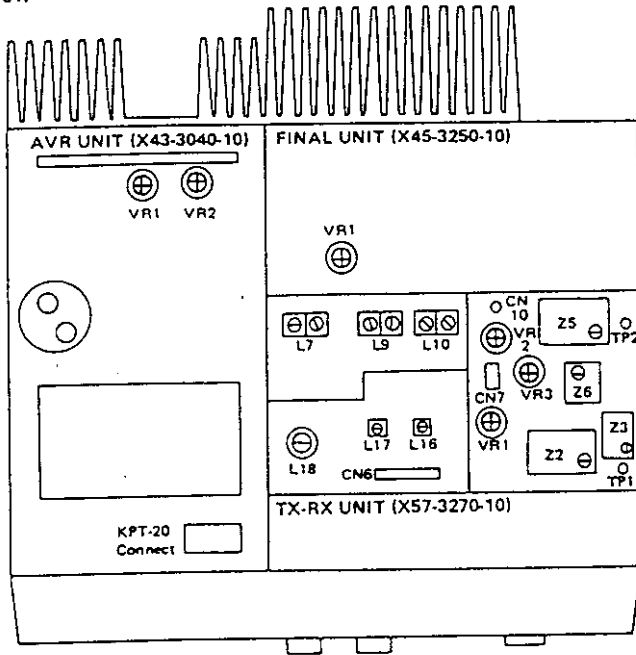 AVR UNIT (X43-3040-10)
FINAL UNIT (X45-3250-10)
VR1
VR2
VR1
L7
L9
L10
CN
10
VR
2
Z5
TP2
CN7
VR3
Z6
VR1
Z2
Z3
TP1
L18
L17
L16
CN6
TX-RX UNIT (X57-3270-10)
KPT-20
Connect